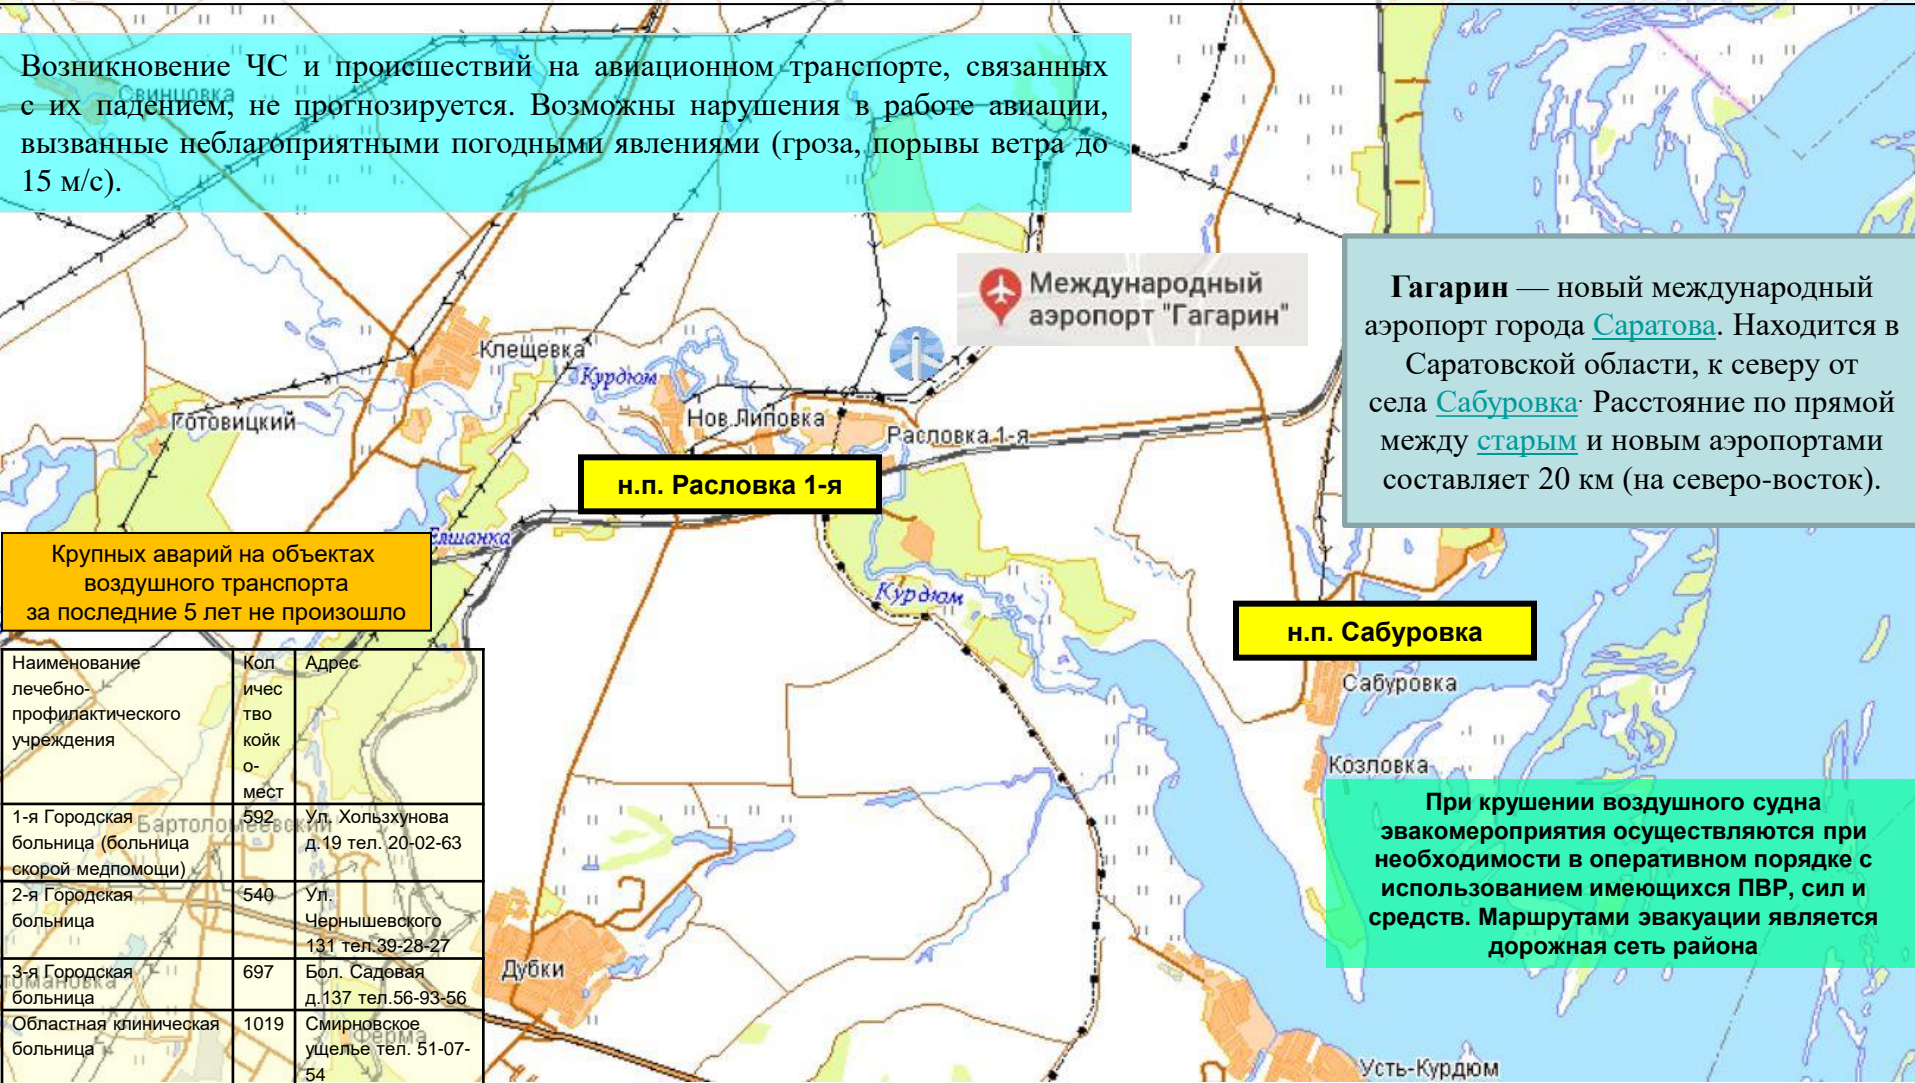 Возникновение ЧС и происшествий на авиационном транспорте, связанных
с их падением, не прогнозируется. Возможны нарушения в работе авиации,
вызванные неблагоприятными погодными явлениями (гроза, порывы ветра до
15 м/с).
Свинцовка
Международный
аэропорт "Гагарин"
Гагарин — новый международный
аэропорт города Саратова. Находится в
Саратовской области, к северу от
села Сабуровка. Расстояние по прямой
между старым и новым аэропортами
составляет 20 км (на северо-восток).
Клещевка
Курдюм
Готовицкий
Нов.Липовка
Расловка 1-я
н.п. Расловка 1-я
Елшанка
Крупных аварий на объектах
воздушного транспорта
за последние 5 лет не произошло
Курдюм
н.п. Сабуровка
Сабуровка
Козловка
Наименование
лечебно-
профилактического
учреждения
Кол
ичес
тво
койк
о-
мест
Адрес
1-я Городская
больница (больница
скорой медпомощи)
592
Ул. Хользхунова
д.19 тел. 20-02-63
Бартоломеевский
2-я Городская
больница
540
Ул.
Чернышевского
131 тел.39-28-27
3-я Городская
больница
697
Бол. Садовая
д.137 тел.56-93-56
Областная клиническая
больница
1019
Смирновское
ущелье тел. 51-07-
54
Ферма
Дубки
При крушении воздушного судна
эвакомероприятия осуществляются при
необходимости в оперативном порядке с
использованием имеющихся ПВР, сил и
средств. Маршрутами эвакуации является
дорожная сеть района
Усть-Курдюм